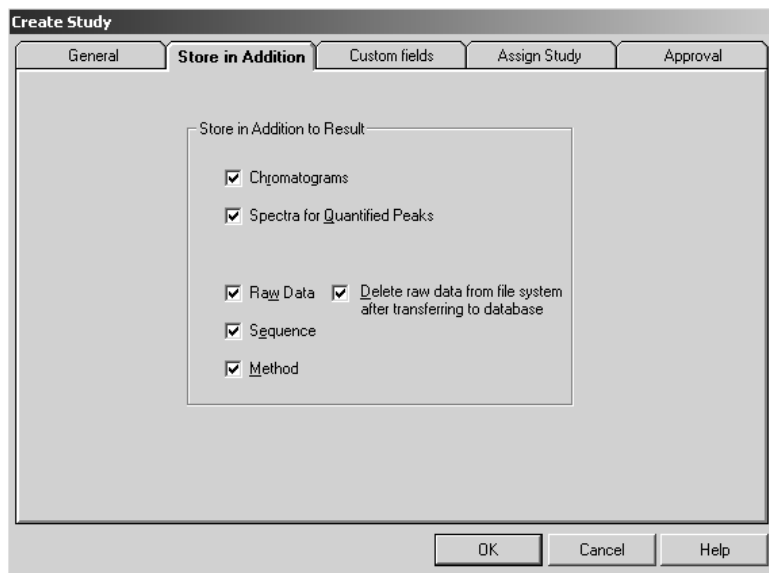 Create Study
General Store in Addition Custom fields Assign Study Approval
Store in Addition to Result
Chromatograms
Spectra for Quantified Peaks
Raw Data Delete raw data from file system
after transferring to database
Sequence
Method
OK Cancel Help